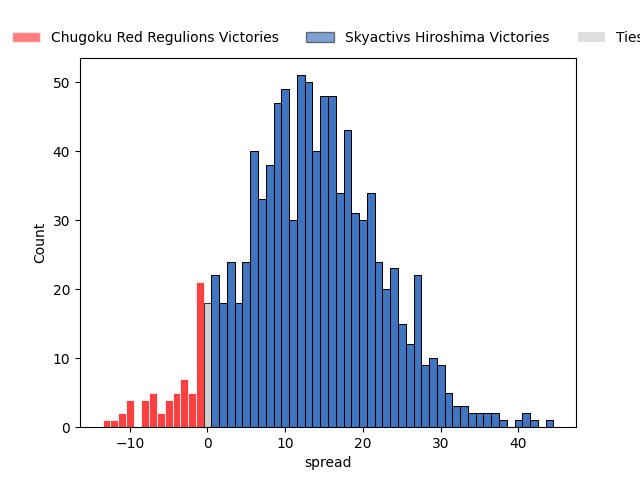 Chugoku Red Regulions Victories Skyactivs Hiroshima Victories Ties
50
40
30
20
10
0
Count
−10 0 10 20 30 40
spread